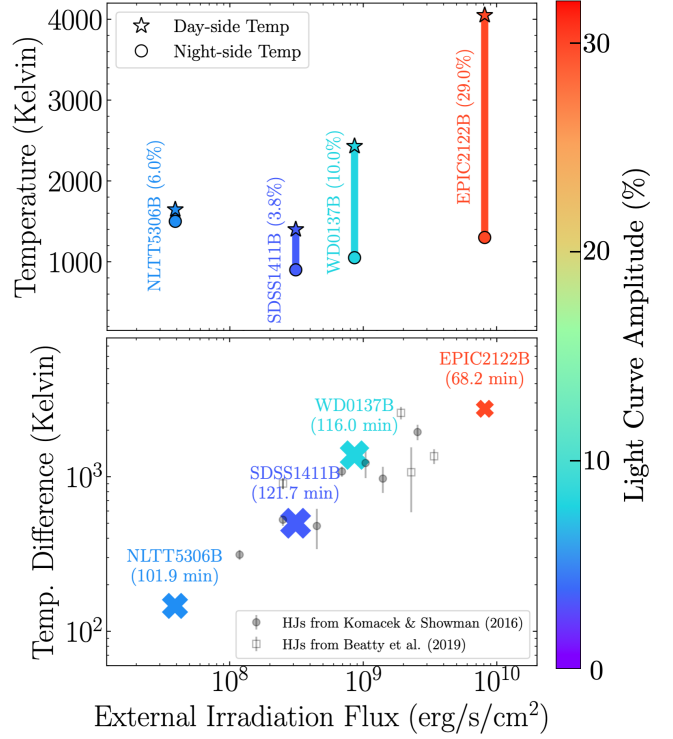 4000
3000
2000
1000
Temperature (Kelvin)
Day-side Temp
Night-side Temp
NLTT5306B (6.0%)
SDSS1411B (3.8%)
WD0137B (10.0%)
EPIC2122B (29.0%)
Temp. Difference (Kelvin)
10³
10²
EPIC2122B
(68.2 min)
WD0137B
(116.0 min)
SDSS1411B
(121.7 min)
NLTT5306B
(101.9 min)
HJs from Komacek & Showman (2016)
HJs from Beatty et al. (2019)
10⁸
10⁹
10¹⁰
External Irradiation Flux (erg/s/cm²)
30
20
10
0
Light Curve Amplitude (%)